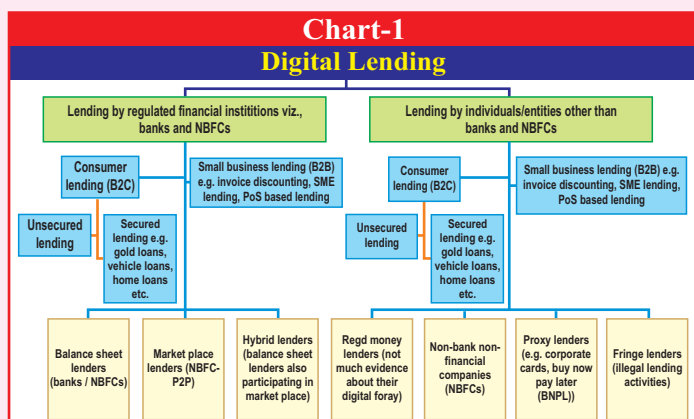 Chart-1
Digital Lending
Lending by regulated financial instititions viz.,
banks and NBFCs
Lending by individuals/entities other than
banks and NBFCs
Consumer
lending (B2C)
Small business lending (B2B)
e.g. invoice discounting, SME
lending, PoS based lending
Unsecured
lending
Secured
lending e.g.
gold loans,
vehicle loans,
home loans
etc.
Consumer
lending (B2C)
Small business lending (B2B) e.g.
invoice discounting, SME lending,
PoS based lending
Unsecured
lending
Secured
lending e.g.
gold loans,
vehicle loans,
home loans
etc.
Balance sheet
lenders
(banks / NBFCs)
Market place
lenders (NBFC-
P2P)
Hybrid lenders
(balance sheet
lenders also
participating in
market place)
Regd money
lenders (not
much evidence
about their
digital foray)
Non-bank non-
financial
companies
(NBFCs)
Proxy lenders
(e.g. corporate
cards, buy now
pay later
(BNPL))
Fringe lenders
(illegal lending
activities)